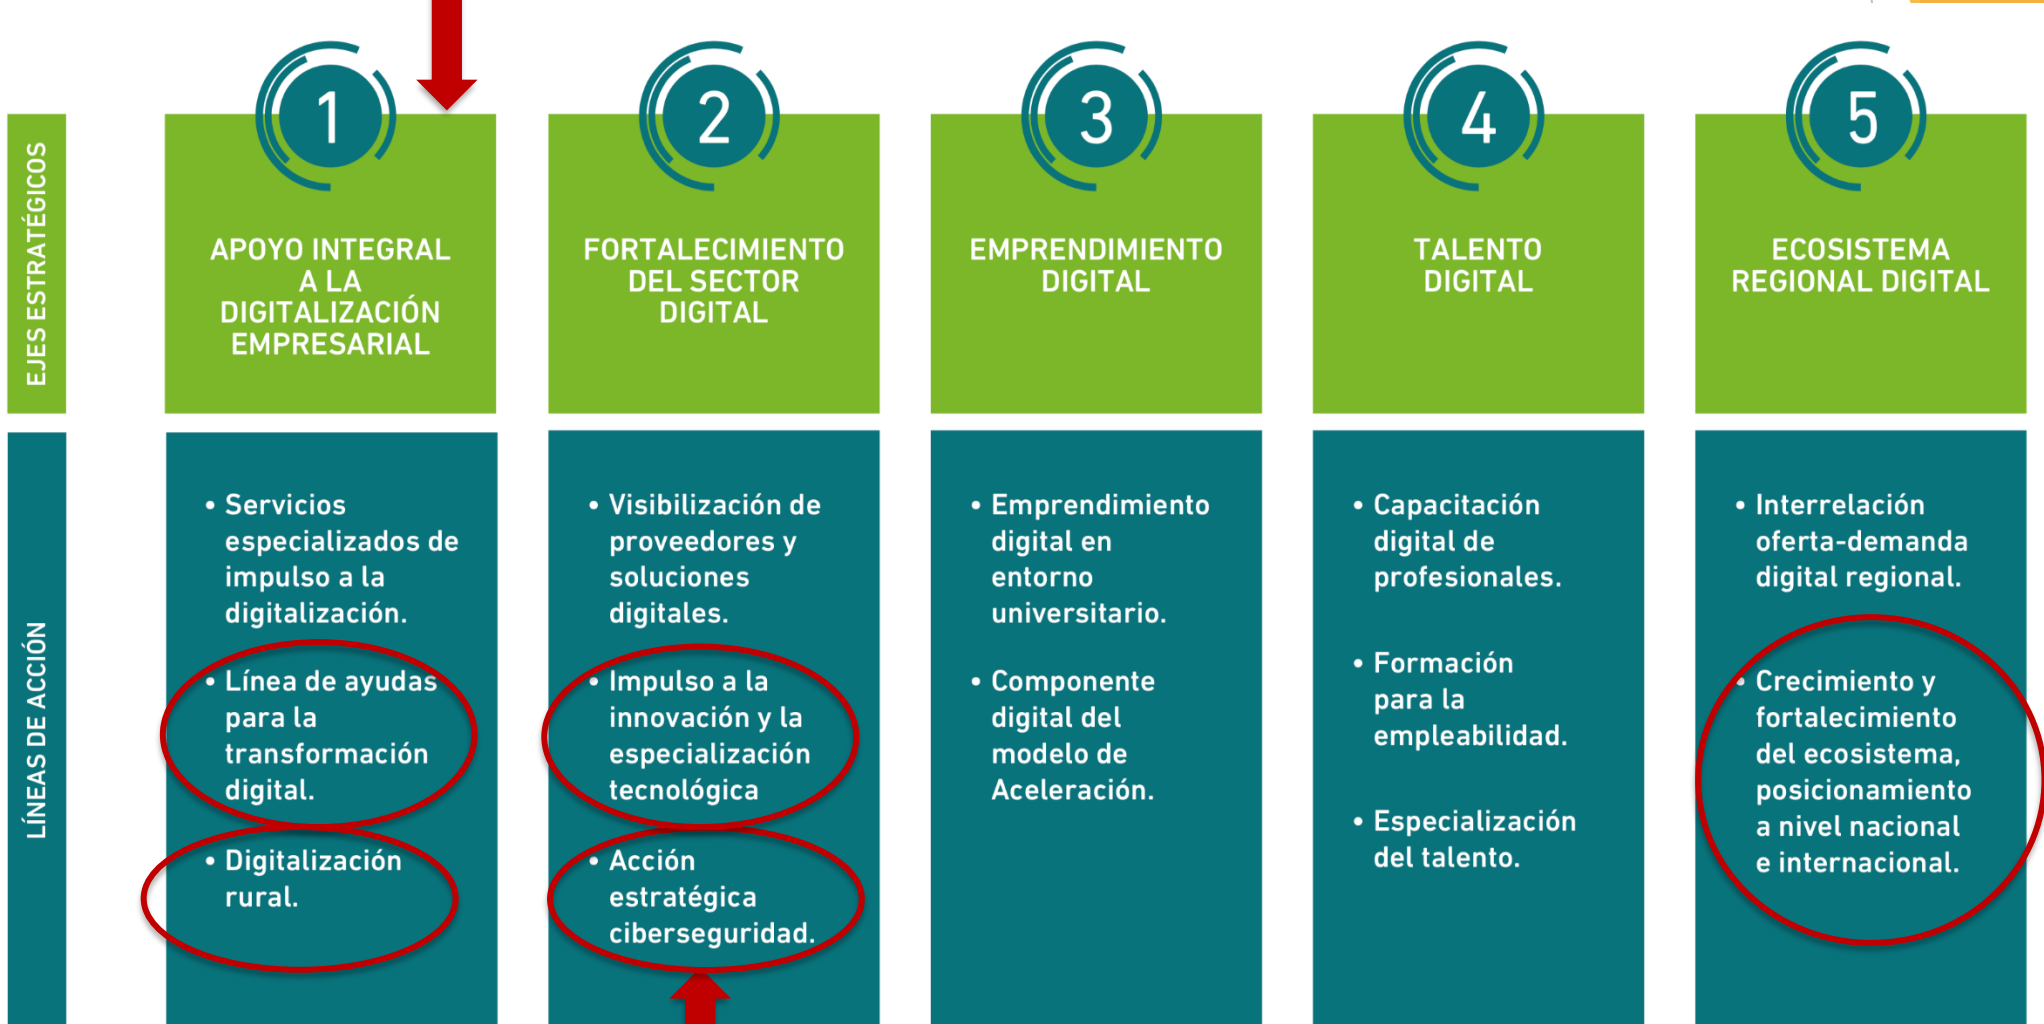 EJES ESTRATÉGICOS
1
APOYO INTEGRAL
A LA
DIGITALIZACIÓN
EMPRESARIAL
2
FORTALECIMIENTO
DEL SECTOR
DIGITAL
3
EMPRENDIMIENTO
DIGITAL
4
TALENTO
DIGITAL
5
ECOSISTEMA
REGIONAL DIGITAL
LÍNEAS DE ACCIÓN
• Servicios
especializados de
impulso a la
digitalización.
• Línea de ayudas
para la
transformación
digital.
• Digitalización
rural.
• Visibilización de
proveedores y
soluciones
digitales.
• Impulso a la
innovación y la
especialización
tecnológica
• Acción
estratégica
ciberseguridad.
• Emprendimiento
digital en
entorno
universitario.
• Componente
digital del
modelo de
Aceleración.
• Capacitación
digital de
profesionales.
• Formación
para la
empleabilidad.
• Especialización
del talento.
• Interrelación
oferta-demanda
digital regional.
• Crecimiento y
fortalecimiento
del ecosistema,
posicionamiento
a nivel nacional
e internacional.